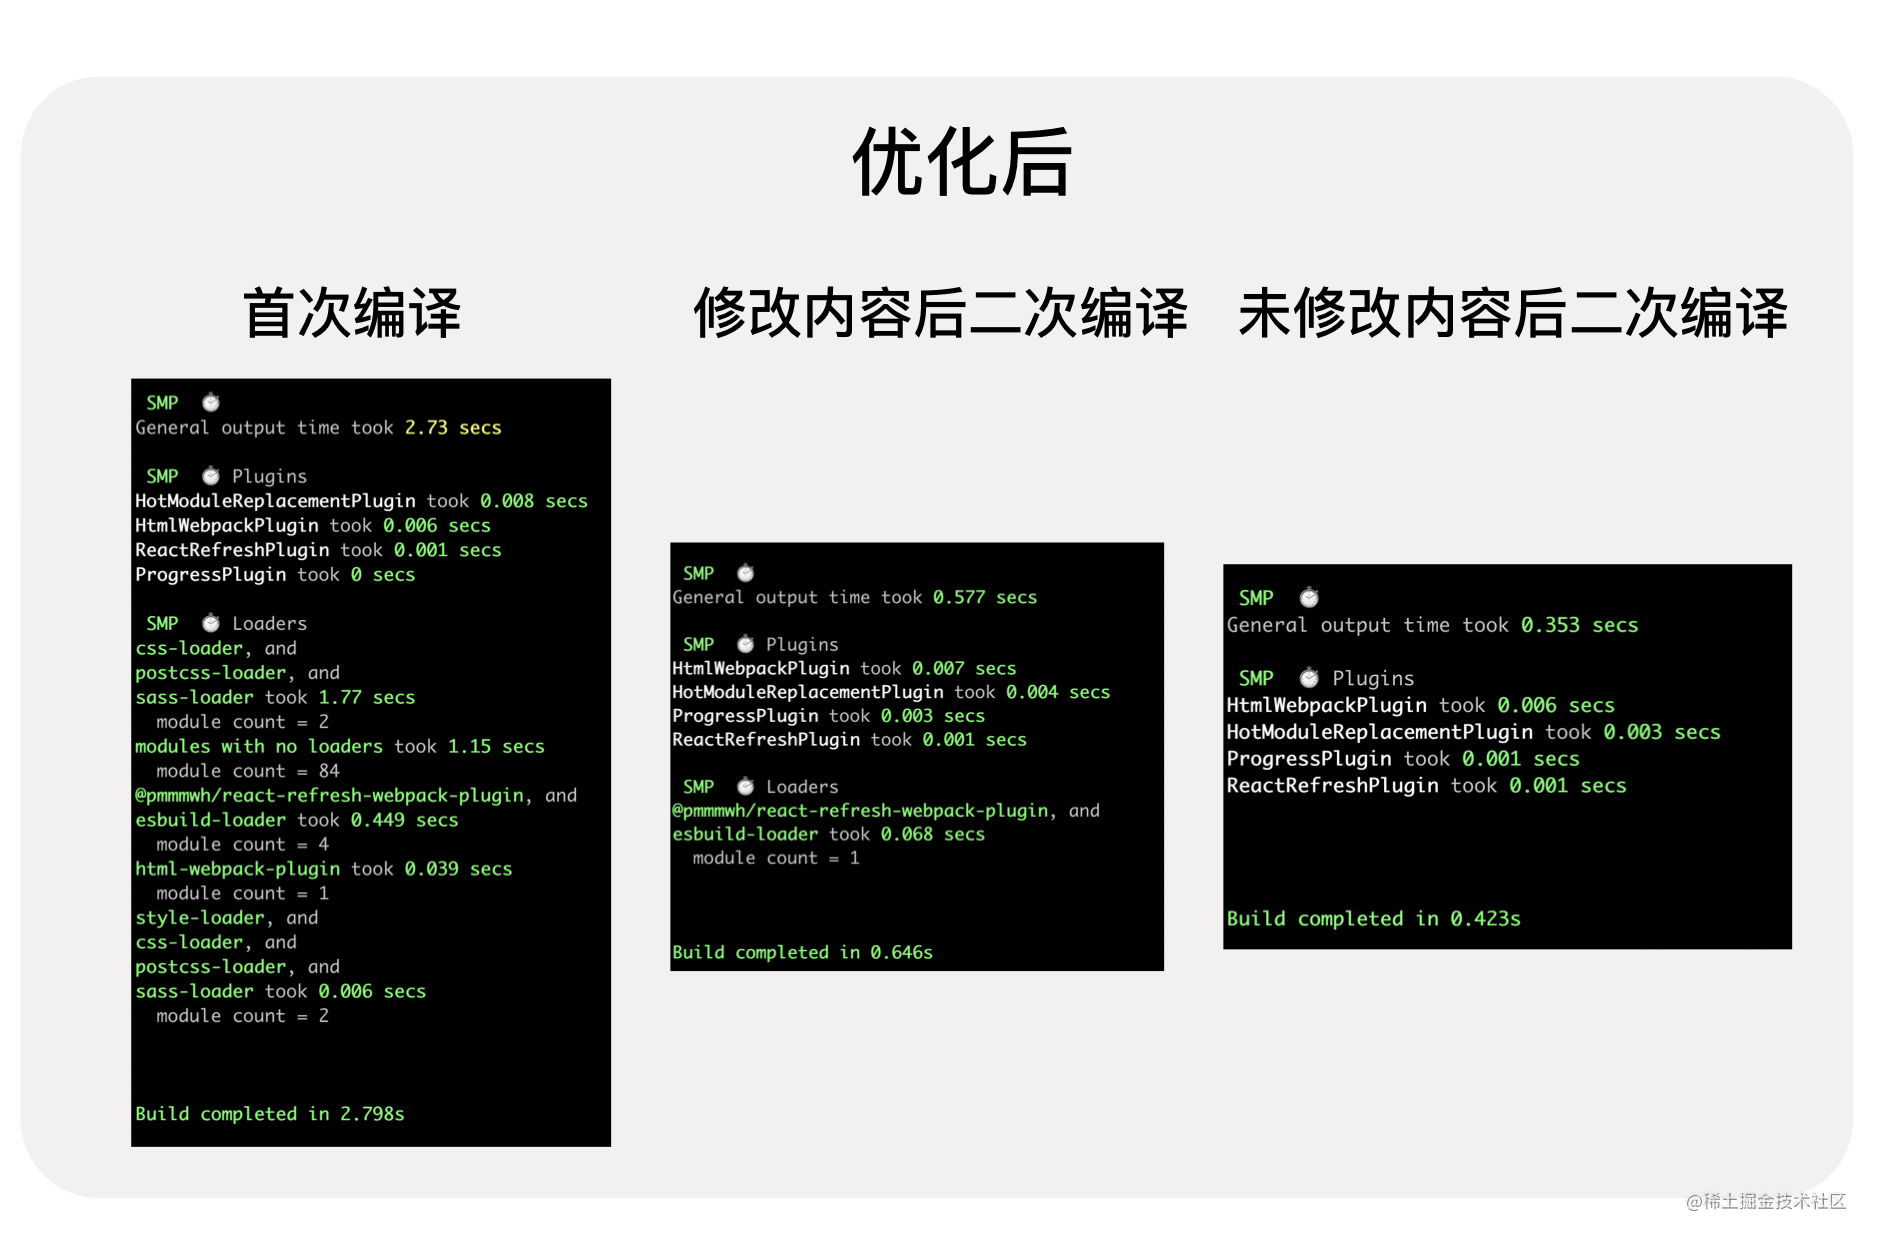 优化后
首次编译
SMP ⏱
General output time took 2.73 secs
SMP ⏱ Plugins
HotModuleReplacementPlugin took 0.008 secs
HtmlWebpackPlugin took 0.006 secs
ReactRefreshPlugin took 0.001 secs
ProgressPlugin took 0 secs
SMP ⏱ Loaders
css-loader, and
postcss-loader, and
sass-loader took 1.77 secs
module count = 2
modules with no loaders took 1.15 secs
module count = 84
@pmmmwh/react-refresh-webpack-plugin, and
esbuild-loader took 0.449 secs
module count = 4
html-webpack-plugin took 0.039 secs
module count = 1
style-loader, and
css-loader, and
postcss-loader, and
sass-loader took 0.006 secs
module count = 2
Build completed in 2.798s
修改内容后二次编译
SMP ⏱
General output time took 0.577 secs
SMP ⏱ Plugins
HtmlWebpackPlugin took 0.007 secs
HotModuleReplacementPlugin took 0.004 secs
ProgressPlugin took 0.003 secs
ReactRefreshPlugin took 0.001 secs
SMP ⏱ Loaders
@pmmmwh/react-refresh-webpack-plugin, and
esbuild-loader took 0.068 secs
module count = 1
Build completed in 0.646s
未修改内容后二次编译
SMP ⏱
General output time took 0.353 secs
SMP ⏱ Plugins
HtmlWebpackPlugin took 0.006 secs
HotModuleReplacementPlugin took 0.003 secs
ProgressPlugin took 0.001 secs
ReactRefreshPlugin took 0.001 secs
Build completed in 0.423s
@稀土掘金技术社区